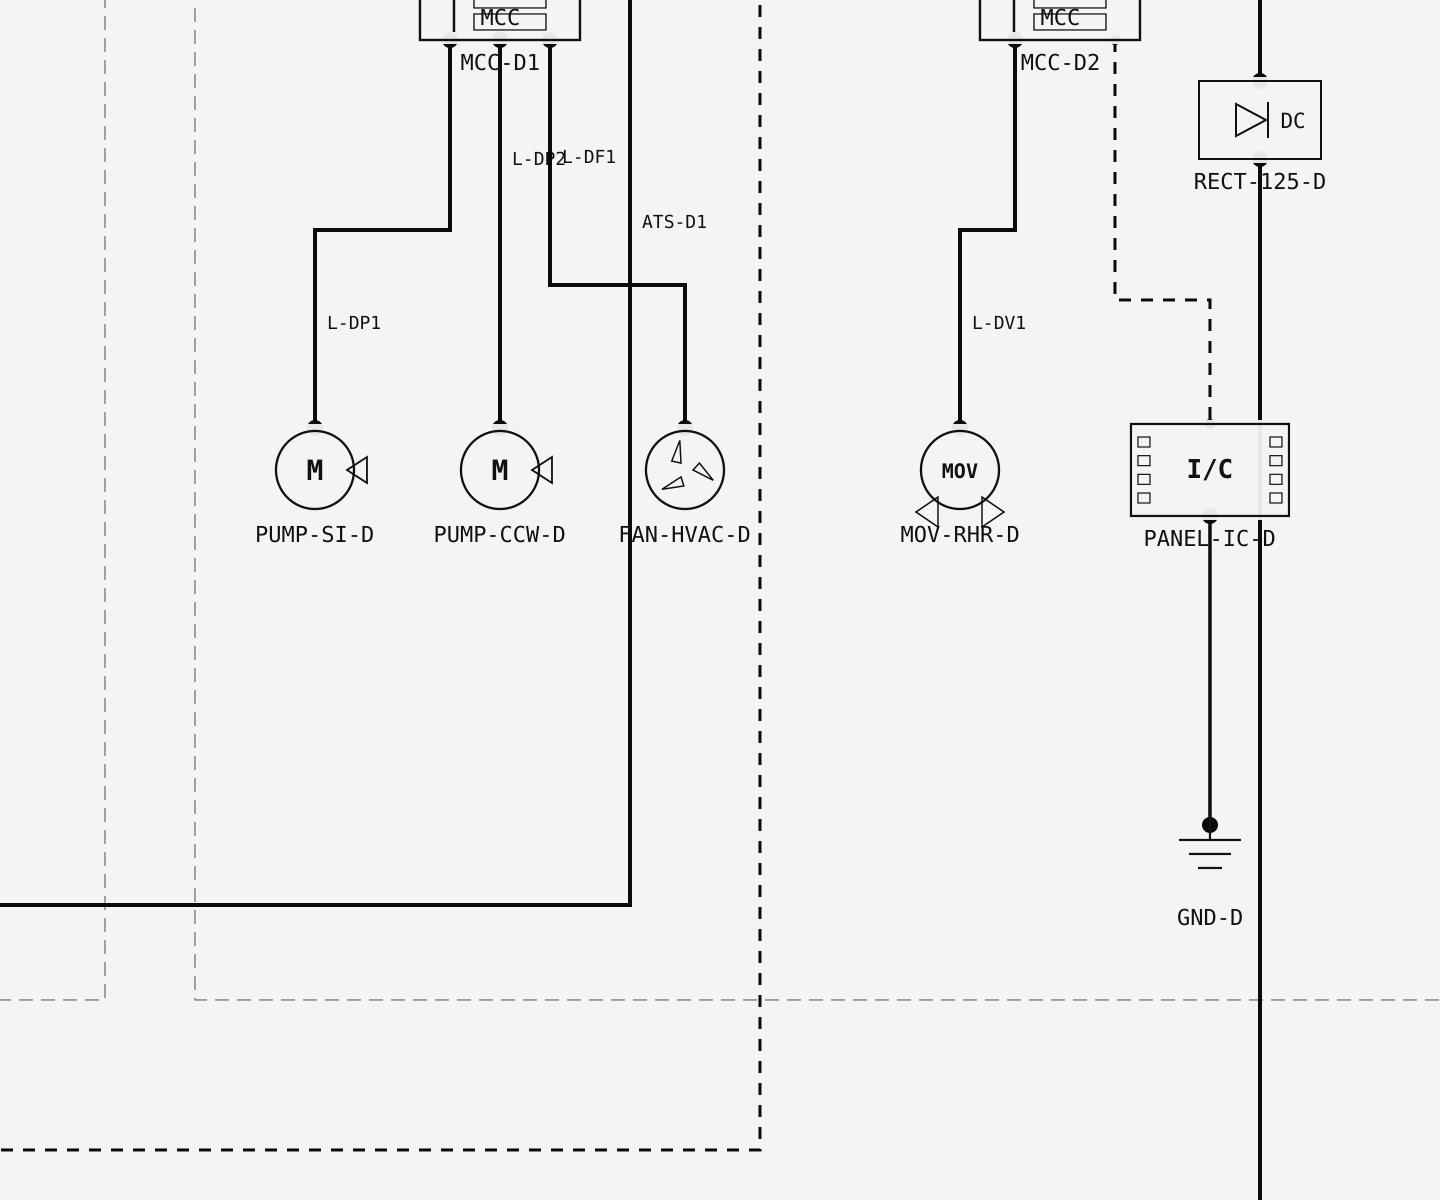 MCC
MCC
MCC-D1
MCC-D2
DC
RECT-125-D
L-DP2
L-DF1
ATS-D1
L-DP1
L-DV1
M
M
MOV
I/C
PUMP-SI-D
PUMP-CCW-D
FAN-HVAC-D
MOV-RHR-D
PANEL-IC-D
GND-D